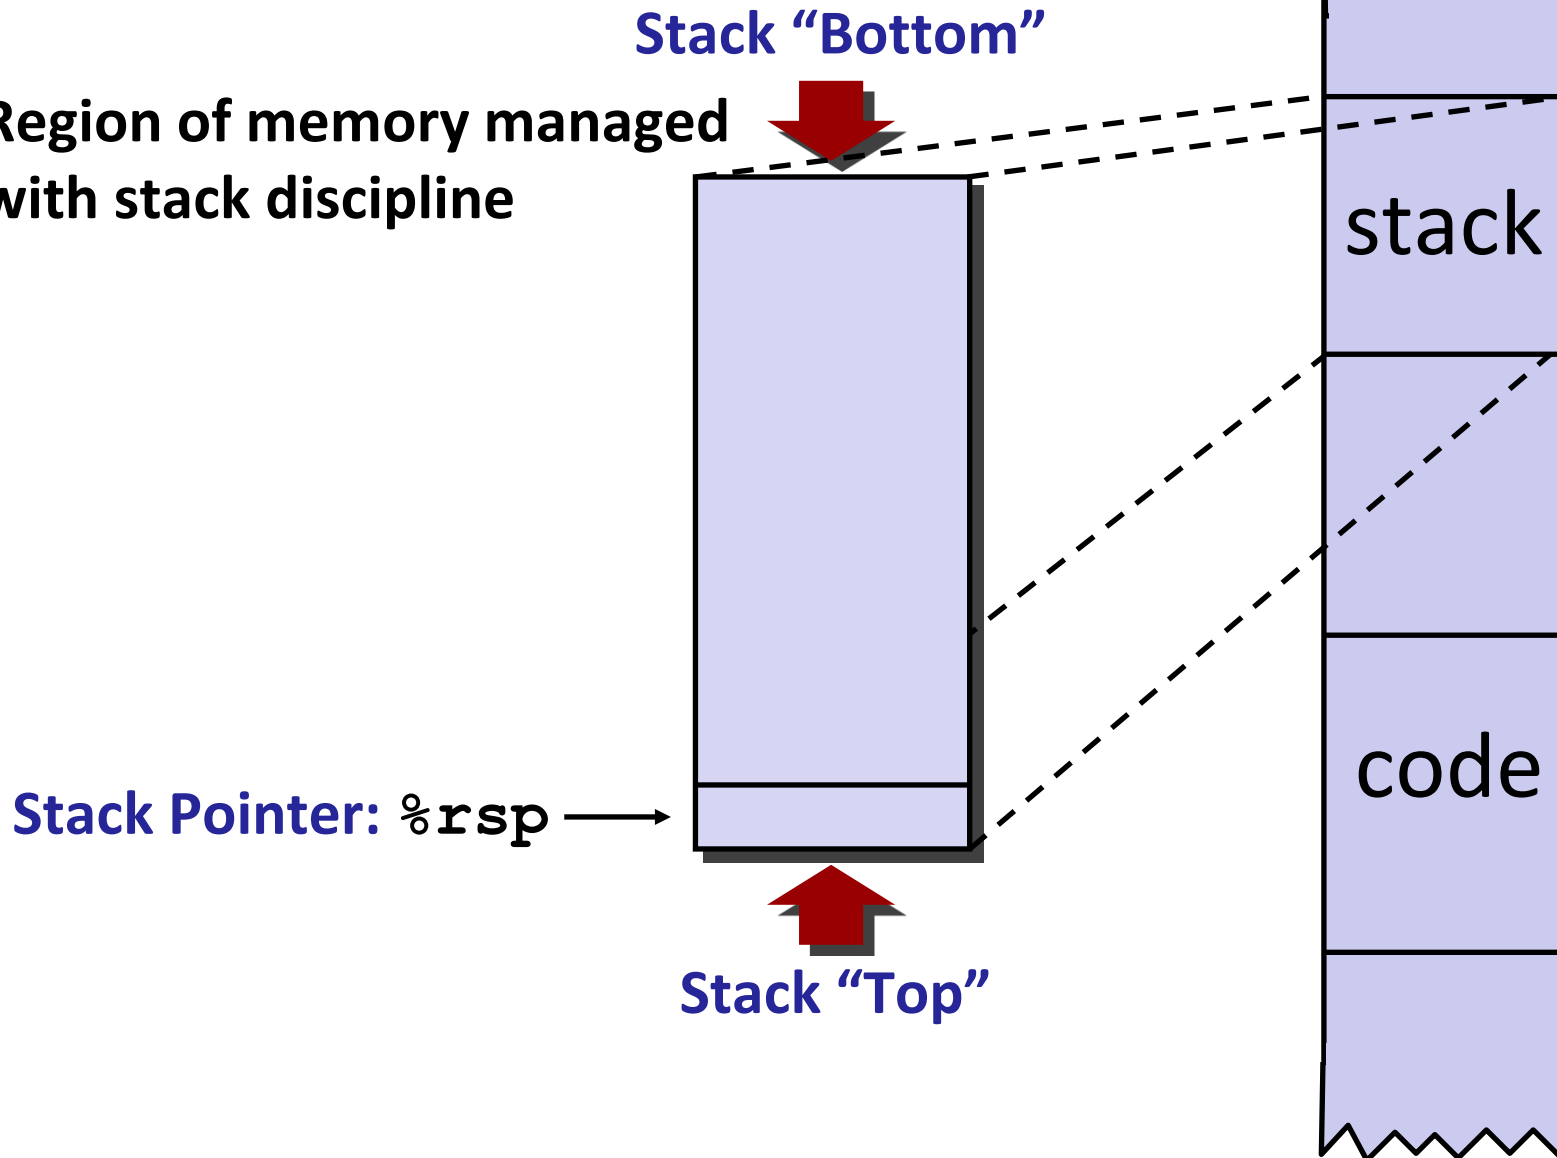 Stack “Bottom”
Region of memory managed
with stack discipline
stack
code
Stack Pointer: %rsp
Stack “Top”